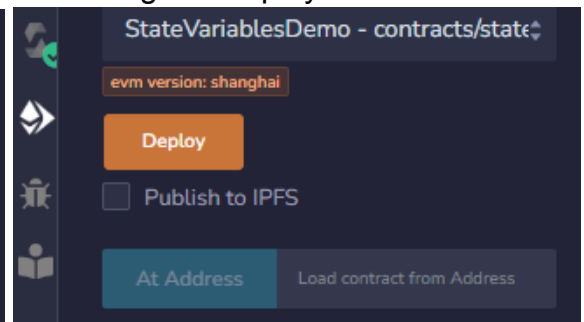 StateVariablesDemo - contracts/state
evm version: shanghai
Deploy
Publish to IPFS
At Address Load contract from Address